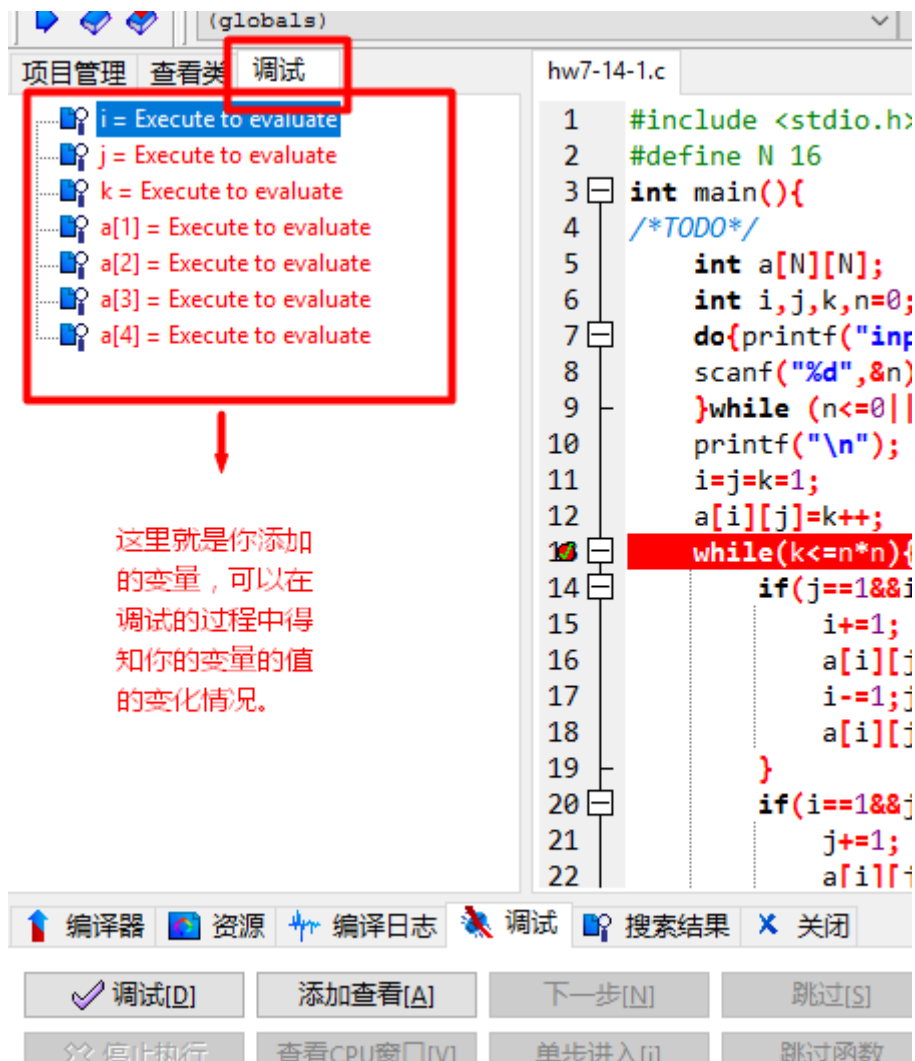 (globals)
项目管理 查看类 调试
hw7-14-1.c
i = Execute to evaluate
j = Execute to evaluate
k = Execute to evaluate
a[1] = Execute to evaluate
a[2] = Execute to evaluate
a[3] = Execute to evaluate
a[4] = Execute to evaluate
这里就是你添加
的变量，可以在
调试的过程中得
知你的变量的值
的变化情况。
1 #include <stdio.h>
2 #define N 16
3 int main(){
4 /*TODO*/
5 int a[N][N];
6 int i,j,k,n=0;
7 do{printf("inp
8 scanf("%d",&n)
9 }while (n<=0||
10 printf("\n");
11 i=j=k=1;
12 a[i][j]=k++;
13 while(k<=n*n){
14 if(j==1&&i
15 i+=1;
16 a[i][j
17 i-=1;j
18 a[i][j
19 }
20 if(i==1&&j
21 j+=1;
22 a[i][j
编译器 资源 编译日志 调试 搜索结果 关闭
调试[D] 添加查看[A] 下一步[N] 跳过[S]
停止执行 查看CPU窗口[V] 单步进入[i] 跳过函数